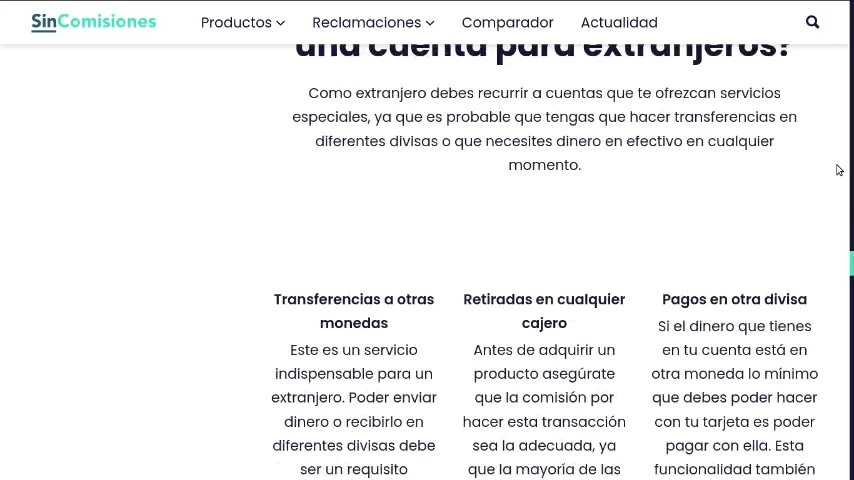 SinComisiones
Productos
Reclamaciones
Comparador
Actualidad
una cuenta para extranjeros?
Como extranjero debes recurrir a cuentas que te ofrezcan servicios
especiales, ya que es probable que tengas que hacer transferencias en
diferentes divisas o que necesites dinero en efectivo en cualquier
momento.
Transferencias a otras
monedas
Este es un servicio
indispensable para un
extranjero. Poder enviar
dinero o recibirlo en
diferentes divisas debe
ser un requisito
Retiradas en cualquier
cajero
Antes de adquirir un
producto asegúrate
que la comisión por
hacer esta transacción
sea la adecuada, ya
que la mayoría de las
Pagos en otra divisa
Si el dinero que tienes
en tu cuenta está en
otra moneda lo mínimo
que debes poder hacer
con tu tarjeta es poder
pagar con ella. Esta
funcionalidad también